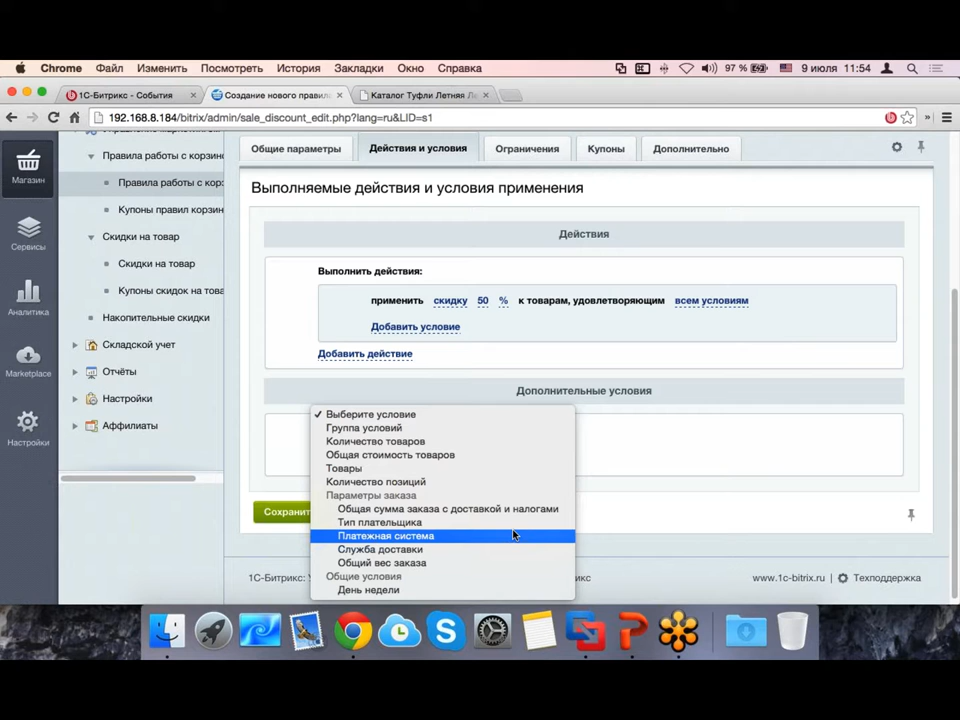 Chrome Файл Изменить Посмотреть История Закладки Окно Справка 97 % 9 июля 11:54
1С-Битрикс - События Создание нового правил Каталог Туфли Летняя Ле
192.168.8.184/bitrix/admin/sale_discount_edit.php?lang=ru&LID=s1
Магазин
Сервисы
Аналитика
Marketplace
Настройки
Правила работы с корзино
Правила работы с корз
Купоны правил корзин
Скидки на товар
Скидки на товар
Купоны скидок на това
Накопительные скидки
Складской учет
Отчёты
Настройки
Аффилиаты
Общие параметры Действия и условия Ограничения Купоны Дополнительно
Выполняемые действия и условия применения
Действия
Выполнить действия:
применить скидку 50 % к товарам, удовлетворяющим всем условиям
Добавить условие
Добавить действие
Дополнительные условия
✓ Выберите условие
Группа условий
Количество товаров
Общая стоимость товаров
Товары
Количество позиций
Параметры заказа
Общая сумма заказа с доставкой и налогами
Тип плательщика
Платежная система
Служба доставки
Общий вес заказа
Общие условия
День недели
Сохранит
1С-Битрикс: У
www.1c-bitrix.ru Техподдержка